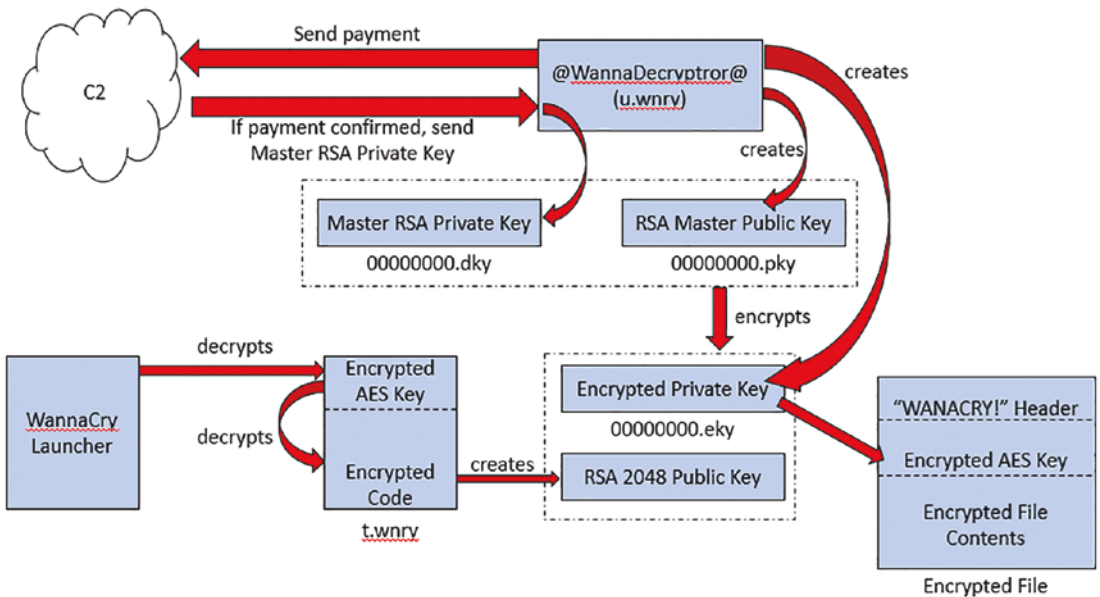 Send payment
C2
@WannaDecryptror@
(u.wnrv)
creates
If payment confirmed, send
Master RSA Private Key
creates
Master RSA Private Key
RSA Master Public Key
00000000.dky
00000000.pky
encrypts
decrypts
WannaCry
Launcher
Encrypted
AES Key
decrypts
Encrypted
Code
t.wnrv
creates
Encrypted Private Key
00000000.eky
RSA 2048 Public Key
“WANACRY!” Header
Encrypted AES Key
Encrypted File
Contents
Encrypted File